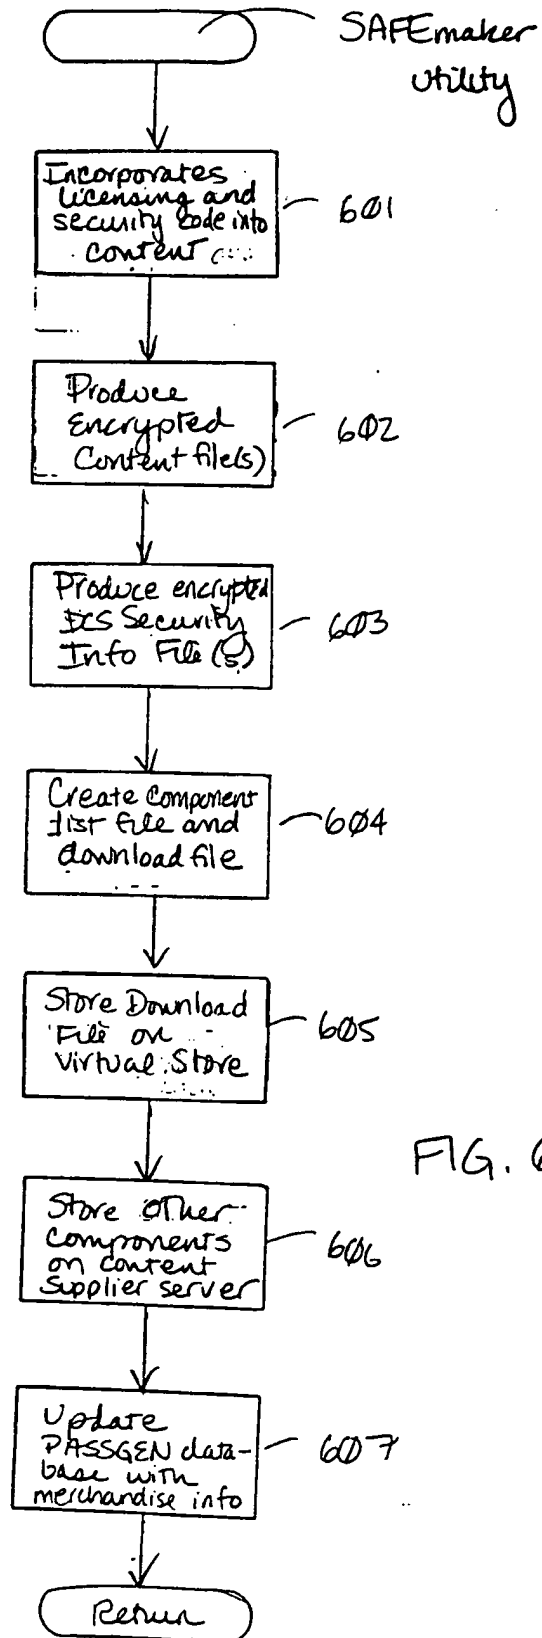 SAFEmaker
utility
Incorporates
licensing and
security code into
content
601
Produce
Encrypted
Content file(s)
602
Produce encrypted
DCS Security
Info File(s)
603
Create component
list file and
download file
604
Store Download
File on
Virtual Store
605
FIG. 6
Store other
components
on content
supplier server
606
Update
PASSGEN data-
base with
merchandise info
607
Return